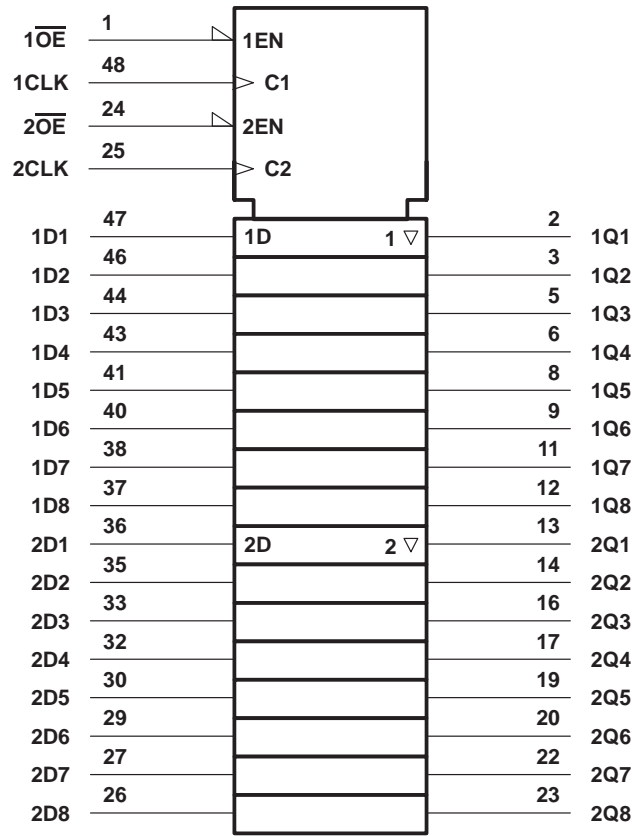 1O̅E̅ 1 1EN
1CLK 48 C1
2O̅E̅ 24 2EN
2CLK 25 C2
1D1 47 1D 1 ▽ 2 1Q1
1D2 46 3 1Q2
1D3 44 5 1Q3
1D4 43 6 1Q4
1D5 41 8 1Q5
1D6 40 9 1Q6
1D7 38 11 1Q7
1D8 37 12 1Q8
2D1 36 2D 2 ▽ 13 2Q1
2D2 35 14 2Q2
2D3 33 16 2Q3
2D4 32 17 2Q4
2D5 30 19 2Q5
2D6 29 20 2Q6
2D7 27 22 2Q7
2D8 26 23 2Q8